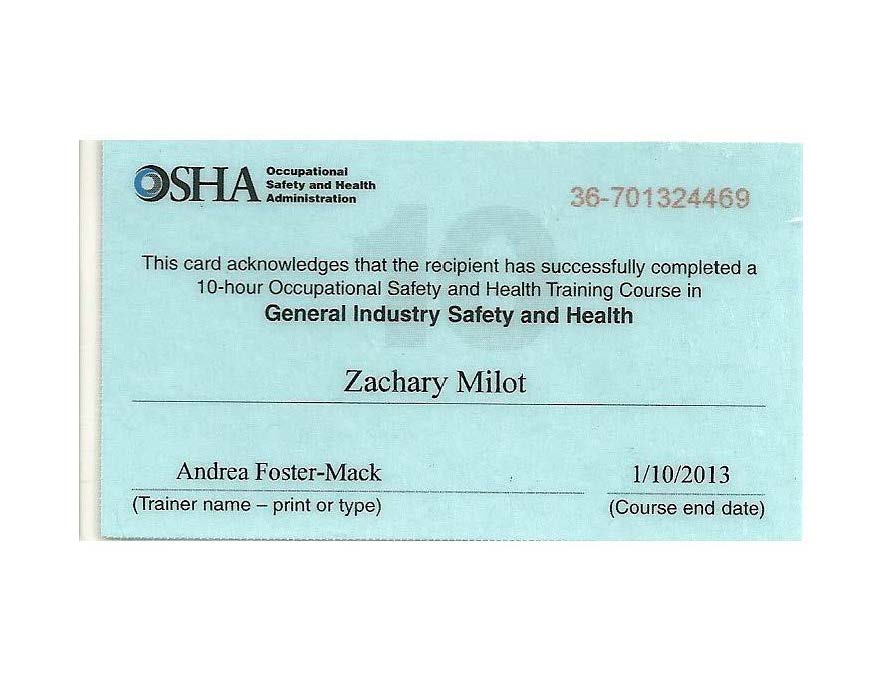 OSHA
Occupational
Safety and Health
Administration
36-701324469
10
This card acknowledges that the recipient has successfully completed a
10-hour Occupational Safety and Health Training Course in
General Industry Safety and Health
Zachary Milot
Andrea Foster-Mack
1/10/2013
(Trainer name – print or type)
(Course end date)